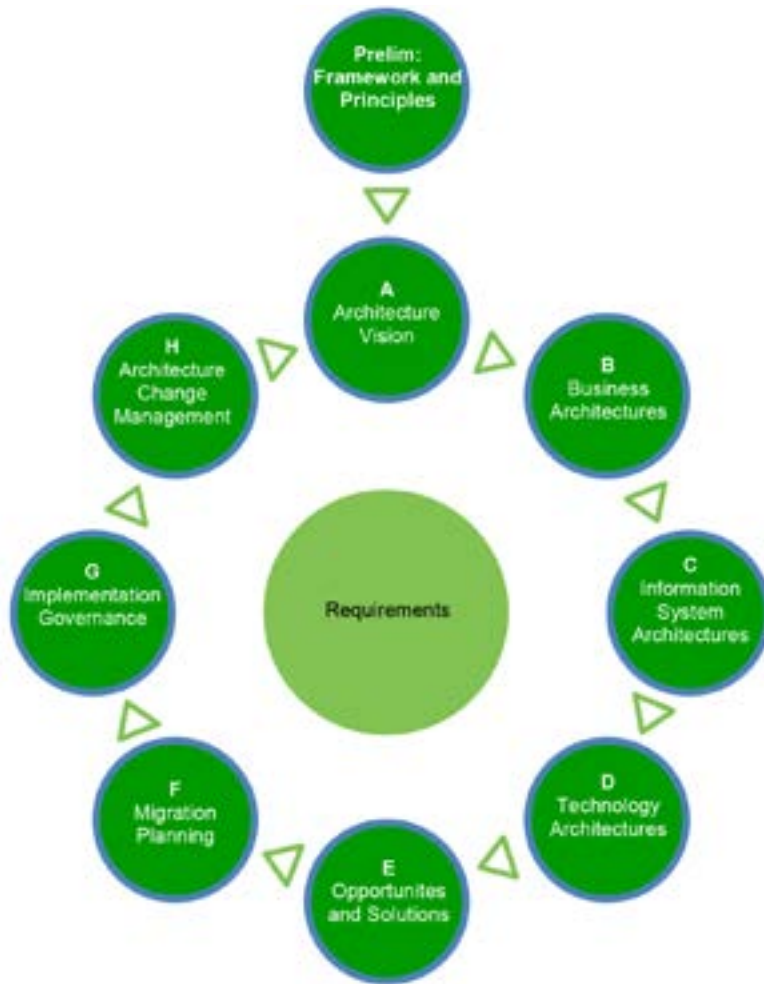 Prelim:
Framework and
Principles
A
Architecture
Vision
B
Business
Architectures
C
Information
System
Architectures
D
Technology
Architectures
E
Opportunites
and Solutions
F
Migration
Planning
G
Implementation
Governance
H
Architecture
Change
Management
Requirements